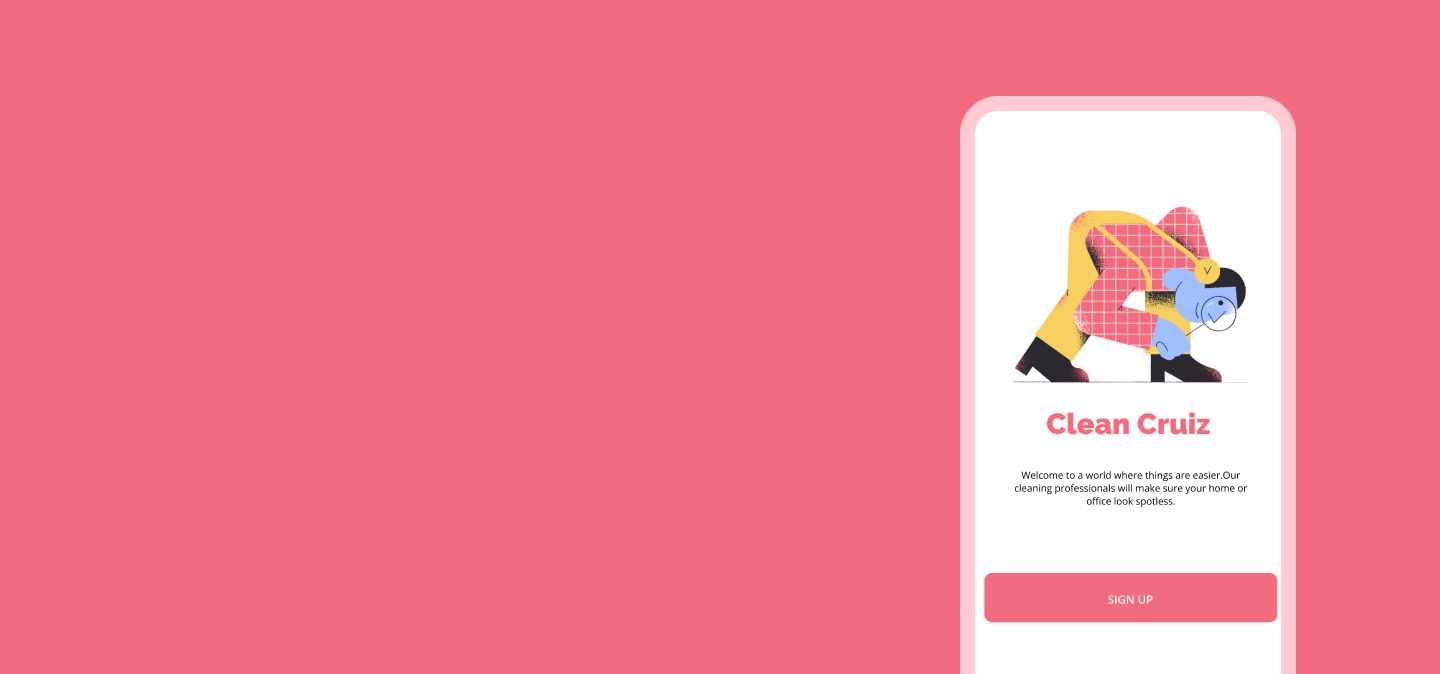 Clean Cruiz
Welcome to a world where things are easier.Our
cleaning professionals will make sure your home or
office look spotless.
SIGN UP